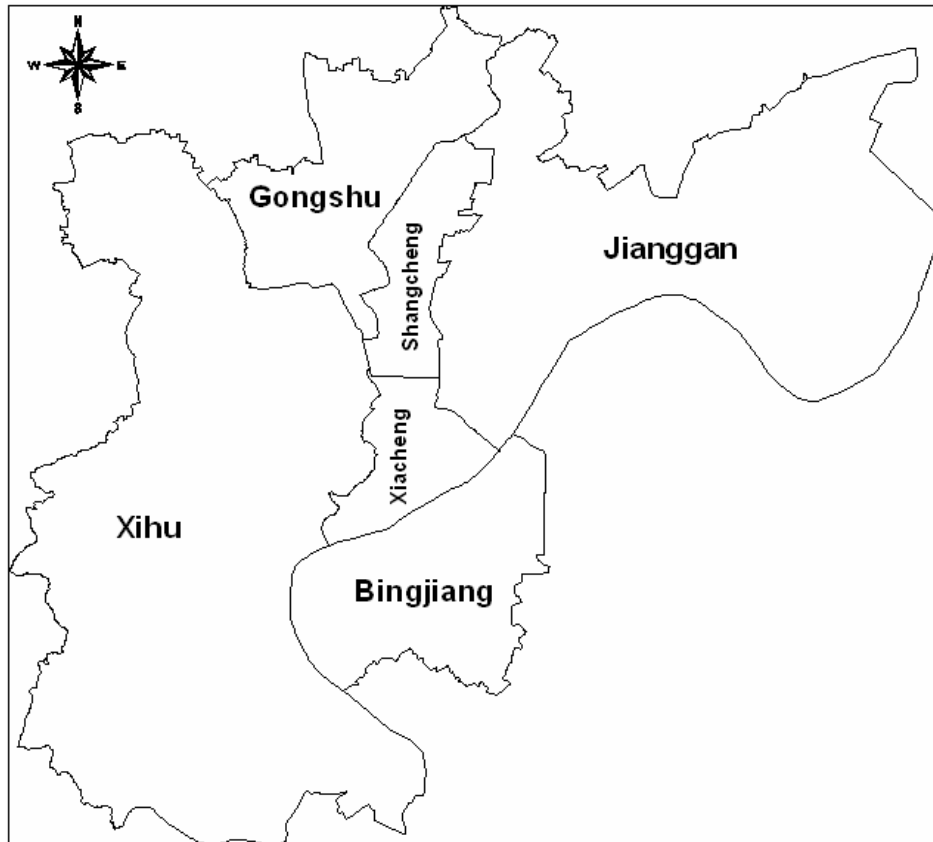 N
W E
S
Gongshu
Shangcheng
Jianggan
Xiacheng
Xihu
Bingjiang